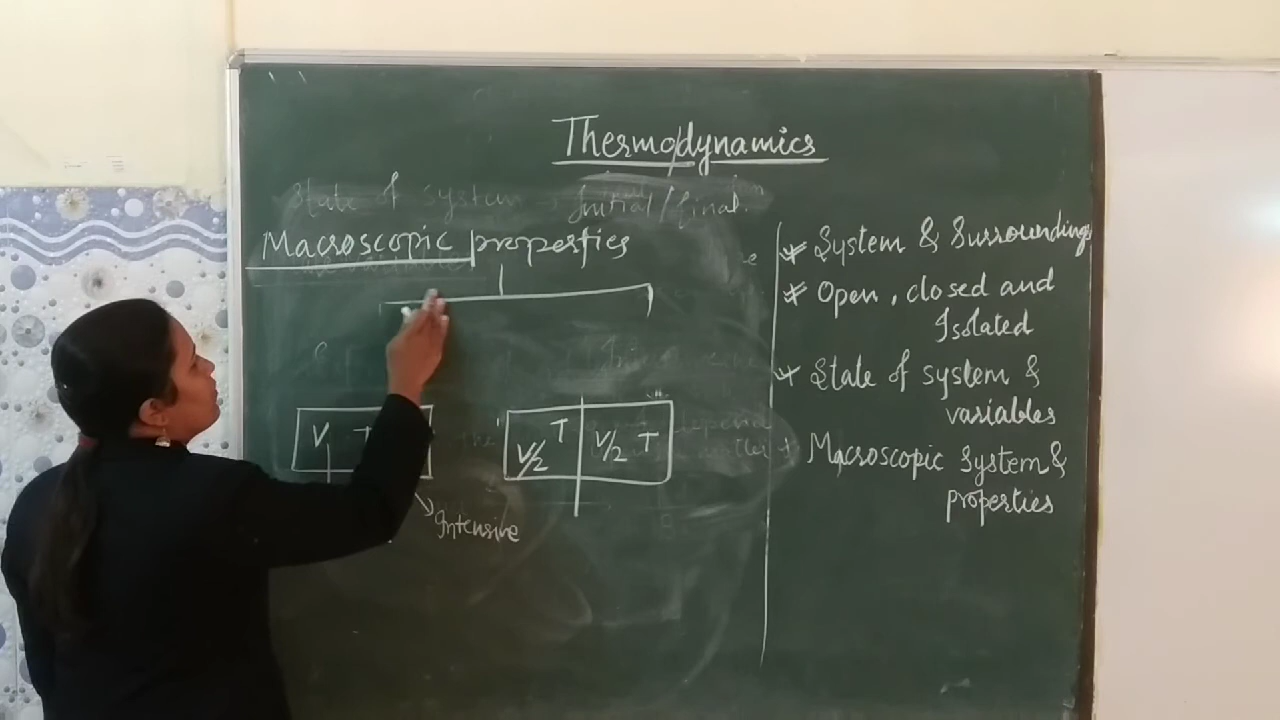 Thermodynamics
State of system → Initial/final.
Macroscopic properties
V T
V/2 T V/2 T
Intensive
System & Surroundings
Open, closed and
Isolated
State of system &
variables
Macroscopic System &
properties